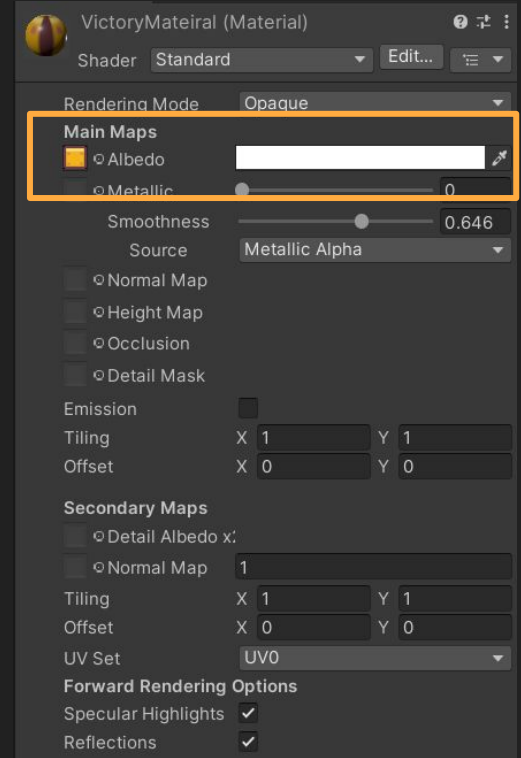 VictoryMateiral (Material)
Shader Standard Edit...
Rendering Mode Opaque
Main Maps
Albedo
Metallic 0
Smoothness 0.646
Source Metallic Alpha
Normal Map
Height Map
Occlusion
Detail Mask
Emission
Tiling X 1 Y 1
Offset X 0 Y 0
Secondary Maps
Detail Albedo x2
Normal Map 1
Tiling X 1 Y 1
Offset X 0 Y 0
UV Set UV0
Forward Rendering Options
Specular Highlights
Reflections